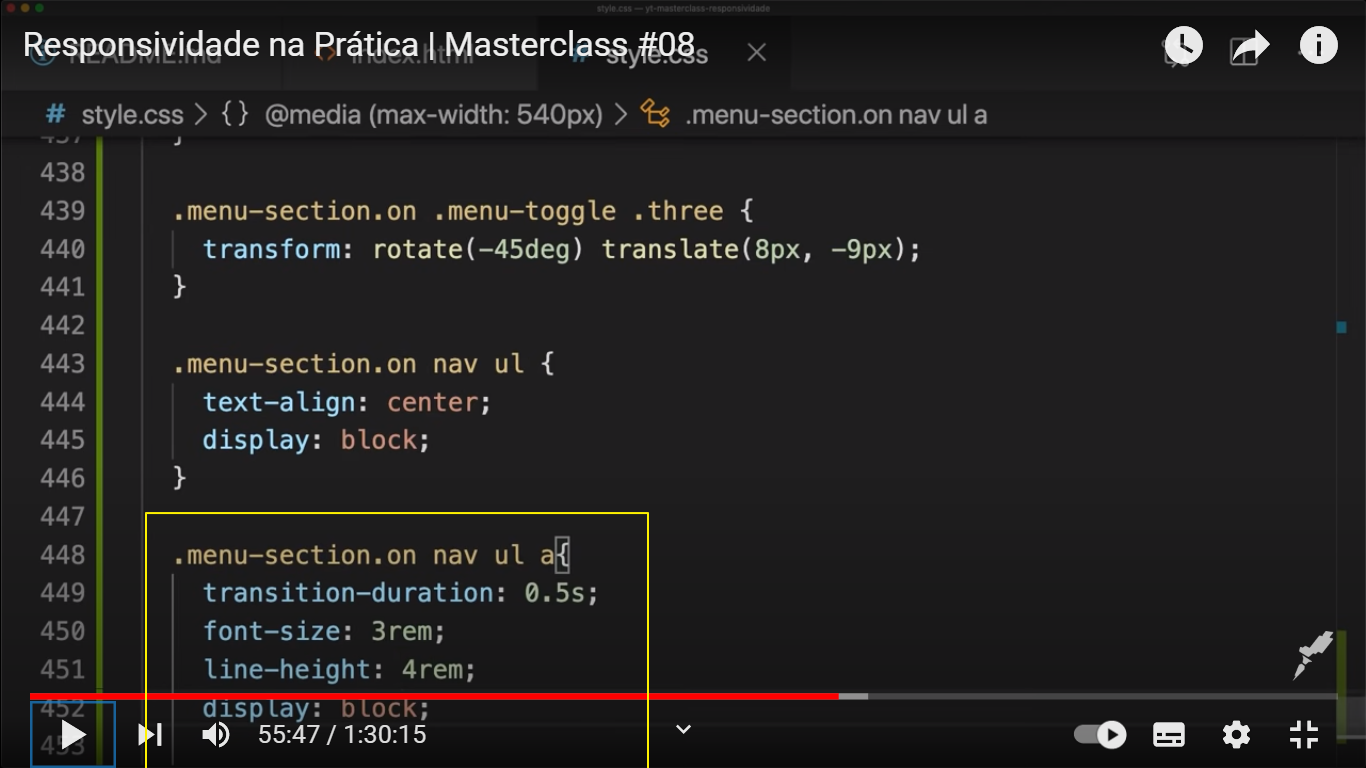 style.css — yt-masterclass-responsividade
Responsividade na Prática | Masterclass #08
README.md
index.html
# style.css
# style.css > {} @media (max-width: 540px) > .menu-section.on nav ul a
437 }
438
439 .menu-section.on .menu-toggle .three {
440 transform: rotate(-45deg) translate(8px, -9px);
441 }
442
443 .menu-section.on nav ul {
444 text-align: center;
445 display: block;
446 }
447
448 .menu-section.on nav ul a{
449 transition-duration: 0.5s;
450 font-size: 3rem;
451 line-height: 4rem;
452 display: block;
453
55:47 / 1:30:15